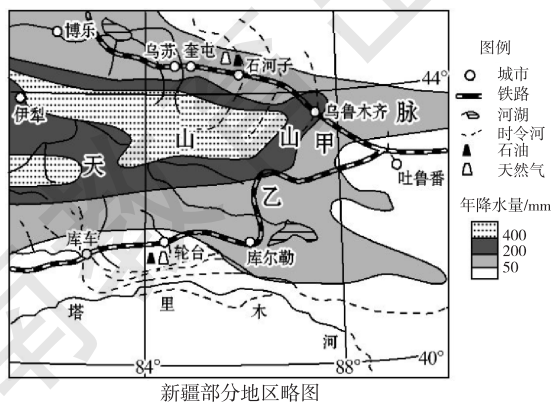 博乐
乌苏 奎屯
石河子
44°
伊犁
乌鲁木齐
脉
天 山 山 甲
吐鲁番
乙
库车
轮台
库尔勒
塔 里 木 河
84°
88°
40°
图例
城市
铁路
河湖
时令河
石油
天然气
年降水量/mm
400
200
50
新疆部分地区略图